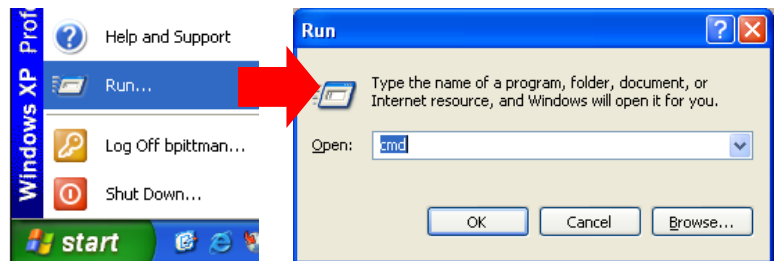 Windows XP Prof
Help and Support
Run...
Log Off bpittman...
Shut Down...
start
Run
Type the name of a program, folder, document, or
Internet resource, and Windows will open it for you.
Open:
cmd
OK
Cancel
Browse...